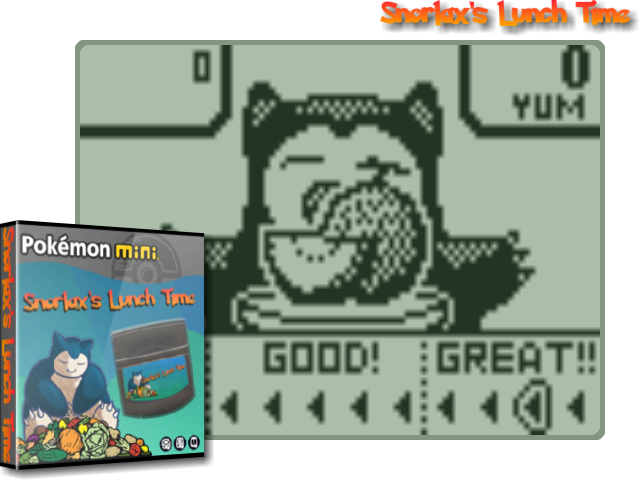 Snorlax's Lunch Time
0
0
YUM
GOOD!
GREAT!!
Pokémon mini
Snorlax's Lunch Time
Snorlax's Lunch Time